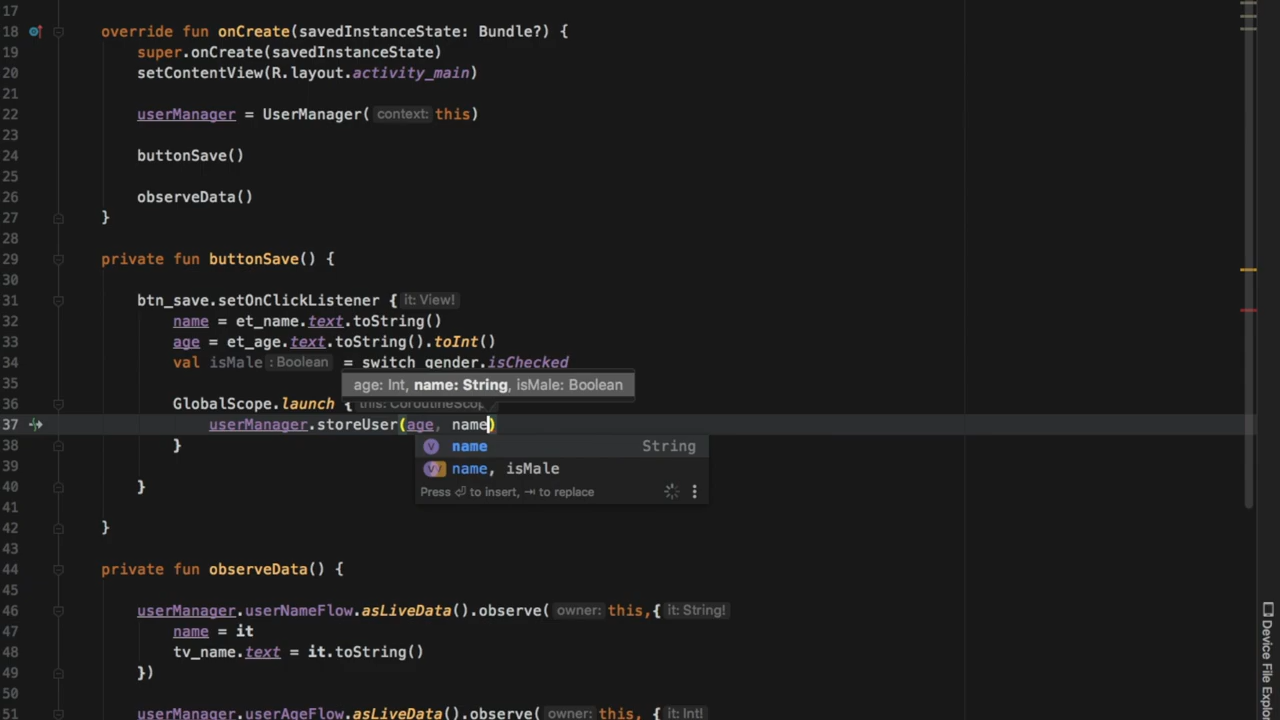 17
18 override fun onCreate(savedInstanceState: Bundle?) {
19 super.onCreate(savedInstanceState)
20 setContentView(R.layout.activity_main)
21
22 userManager = UserManager( context: this)
23
24 buttonSave()
25
26 observeData()
27 }
28
29 private fun buttonSave() {
30
31 btn_save.setOnClickListener { it: View!
32 name = et_name.text.toString()
33 age = et_age.text.toString().toInt()
34 val isMale : Boolean = switch_gender.isChecked
35
age: Int, name: String, isMale: Boolean
36 GlobalScope.launch { this: CoroutineScop
37 userManager.storeUser(age, name)
38 }
name String
39
name, isMale
40 }
Press ⏎ to insert, ⇥ to replace
41
42 }
43
44 private fun observeData() {
45
46 userManager.userNameFlow.asLiveData().observe( owner: this,{ it: String!
47 name = it
48 tv_name.text = it.toString()
49 })
50
51 userManager.userAgeFlow.asLiveData().observe( owner: this, { it: Int!
Device File Explo